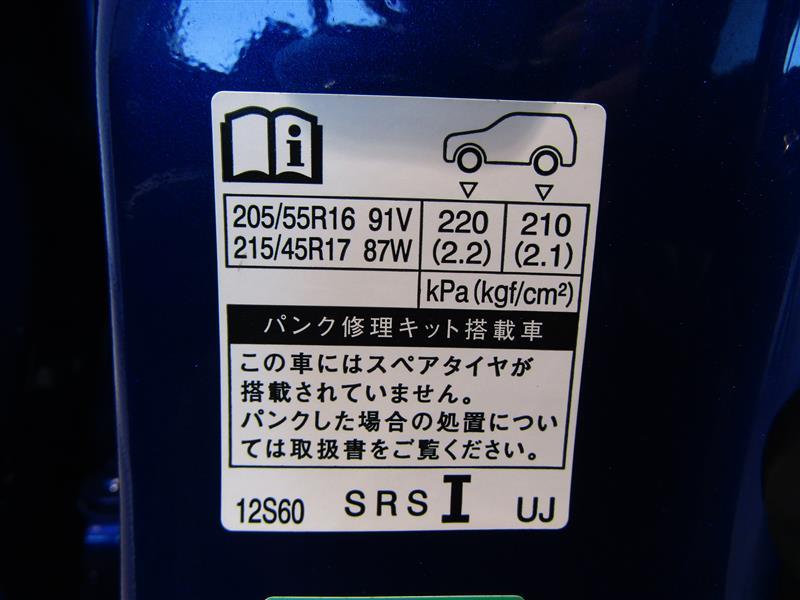 i
205/55R16 91V 220 210
215/45R17 87W (2.2) (2.1)
kPa(kgf/cm²)
パンク修理キット搭載車
この車にはスペアタイヤが
搭載されていません。
パンクした場合の処置につい
ては取扱書をご覧ください。
12S60 SRS I UJ